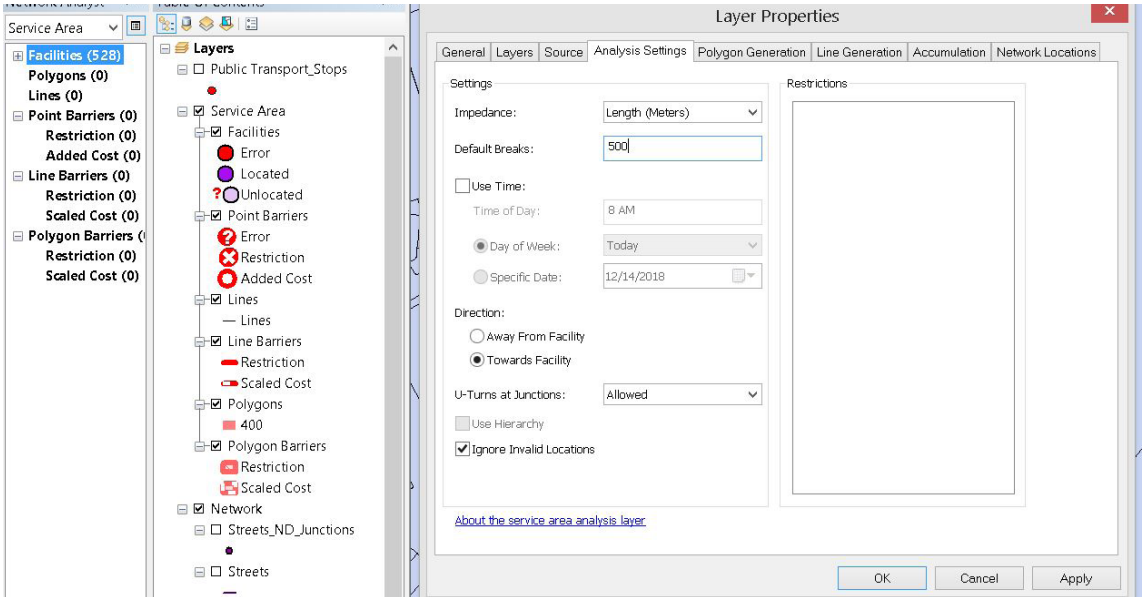 Network Analyst
Service Area
Facilities (528)
Polygons (0)
Lines (0)
Point Barriers (0)
Restriction (0)
Added Cost (0)
Line Barriers (0)
Restriction (0)
Scaled Cost (0)
Polygon Barriers (
Restriction (0)
Scaled Cost (0)
Table Of Contents
Layers
Public Transport_Stops
Service Area
Facilities
Error
Located
?Unlocated
Point Barriers
Error
Restriction
Added Cost
Lines
Lines
Line Barriers
Restriction
Scaled Cost
Polygons
400
Polygon Barriers
Restriction
Scaled Cost
Network
Streets_ND_Junctions
Streets
Layer Properties
General Layers Source Analysis Settings Polygon Generation Line Generation Accumulation Network Locations
Settings
Impedance: Length (Meters)
Default Breaks: 500
Use Time:
Time of Day: 8 AM
Day of Week: Today
Specific Date: 12/14/2018
Direction:
Away From Facility
Towards Facility
U-Turns at Junctions: Allowed
Use Hierarchy
Ignore Invalid Locations
Restrictions
About the service area analysis layer
OK Cancel Apply